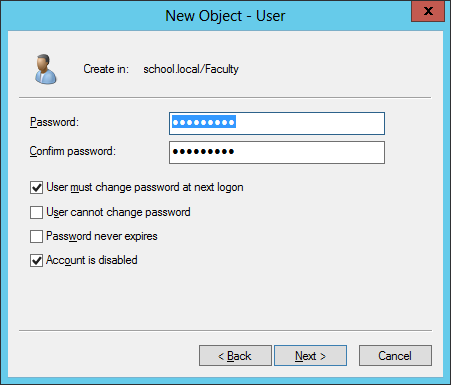 New Object - User
x
Create in: school.local/Faculty
Password: •••••••••
Confirm password: •••••••••
User must change password at next logon
User cannot change password
Password never expires
Account is disabled
< Back Next > Cancel